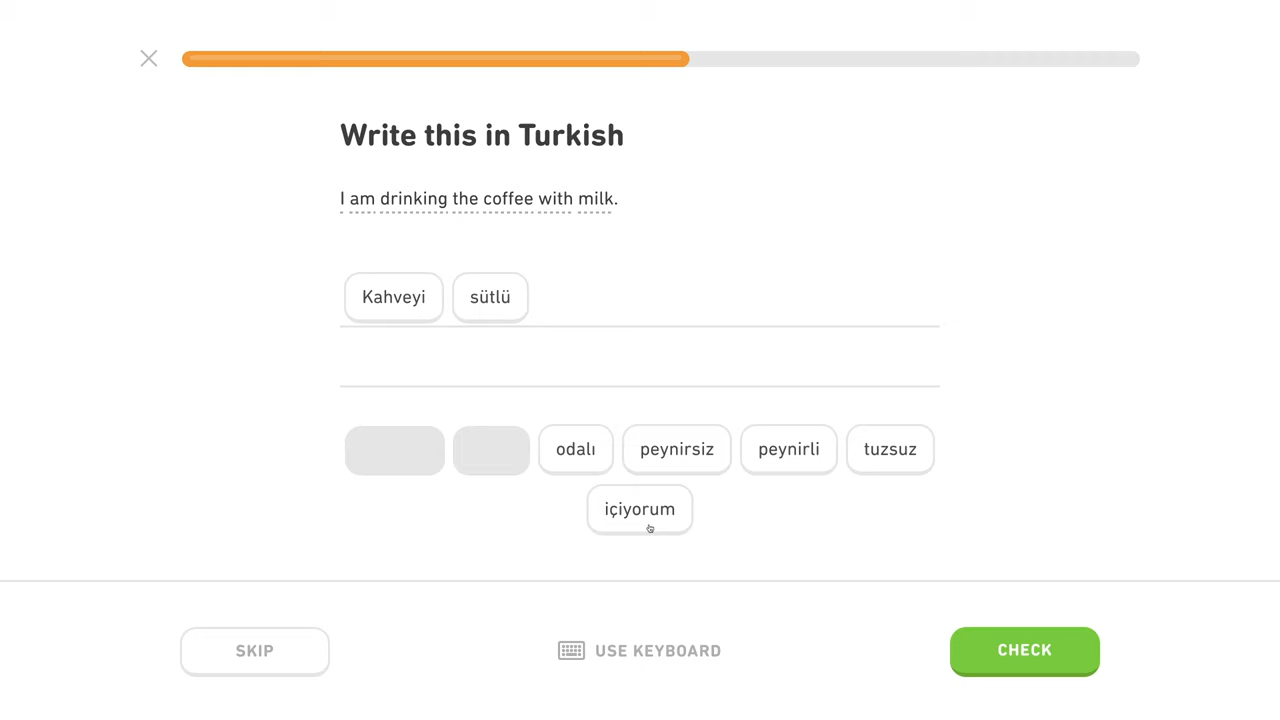 Write this in Turkish
I am drinking the coffee with milk.
Kahveyi sütlü
odalı peynirsiz peynirli tuzsuz
içiyorum
SKIP USE KEYBOARD CHECK